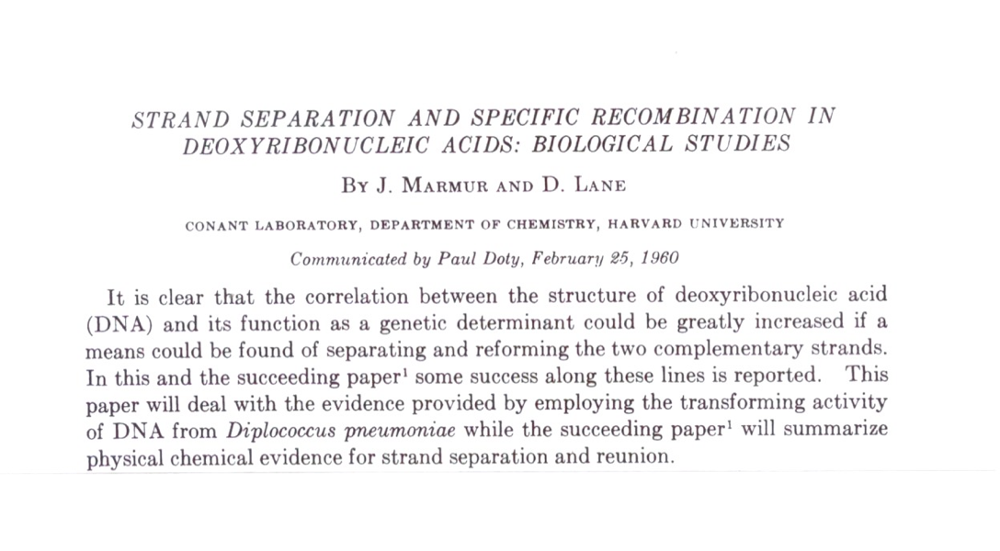 STRAND SEPARATION AND SPECIFIC RECOMBINATION IN
DEOXYRIBONUCLEIC ACIDS: BIOLOGICAL STUDIES
BY J. MARMUR AND D. LANE
CONANT LABORATORY, DEPARTMENT OF CHEMISTRY, HARVARD UNIVERSITY
Communicated by Paul Doty, February 25, 1960
It is clear that the correlation between the structure of deoxyribonucleic acid
(DNA) and its function as a genetic determinant could be greatly increased if a
means could be found of separating and reforming the two complementary strands.
In this and the succeeding paper¹ some success along these lines is reported. This
paper will deal with the evidence provided by employing the transforming activity
of DNA from Diplococcus pneumoniae while the succeeding paper¹ will summarize
physical chemical evidence for strand separation and reunion.